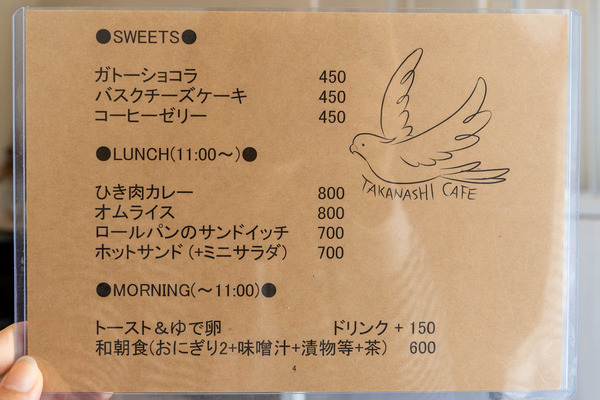 ●SWEETS●
ガトーショコラ 450
バスクチーズケーキ 450
コーヒーゼリー 450
TAKANASHI CAFE
●LUNCH(11:00～)●
ひき肉カレー 800
オムライス 800
ロールパンのサンドイッチ 700
ホットサンド（+ミニサラダ） 700
●MORNING(～11:00)●
トースト＆ゆで卵 ドリンク + 150
和朝食(おにぎり2+味噌汁+漬物等+茶) 600
4